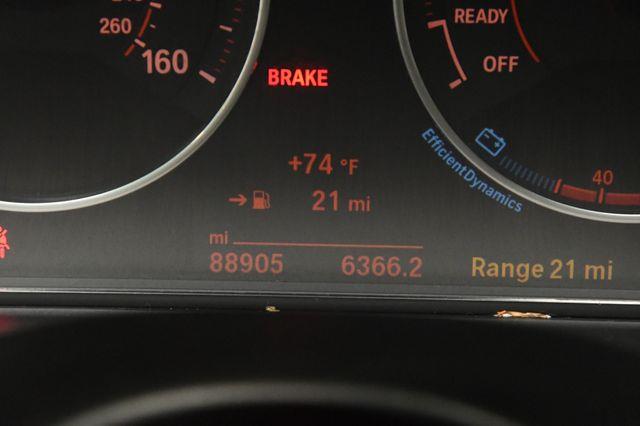 260
160
BRAKE
READY
OFF
+74 °F
21 mi
EfficientDynamics
40
mi
88905 6366.2
Range 21 mi